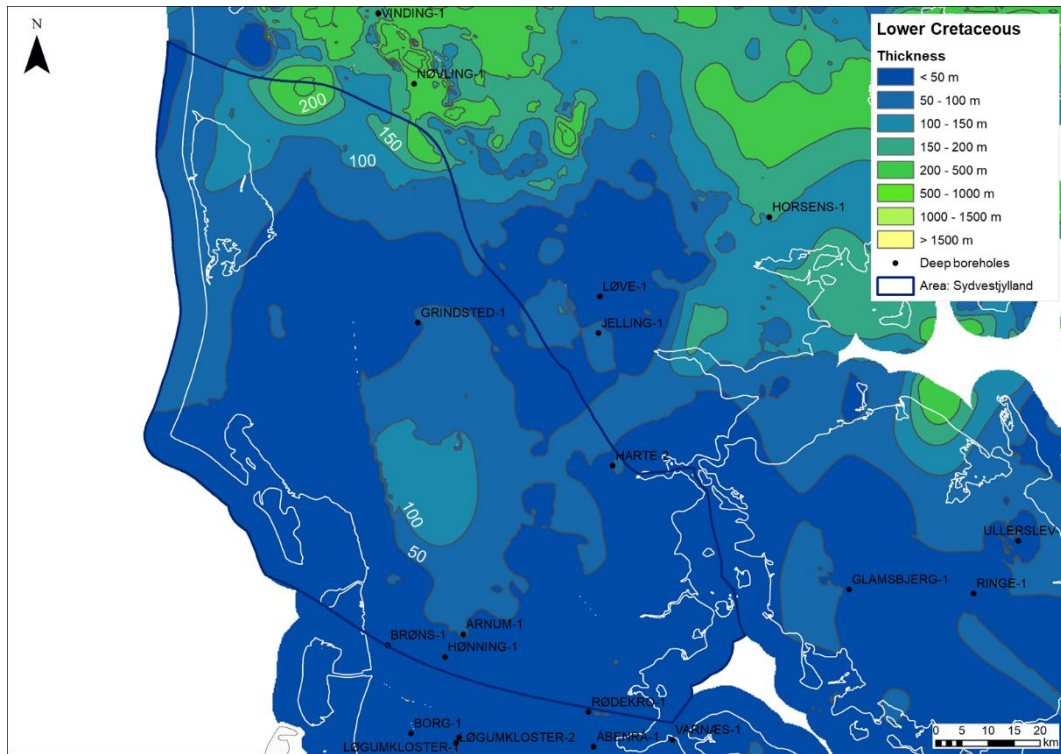 N
VINDING-1
NØVLING-1
200
150
100
HORSENS-1
LØVE-1
GRINDSTED-1
JELLING-1
HARTE-2
100
50
ULLERSLEV-
GLAMSBJERG-1
RINGE-1
ARNUM-1
BRØNS-1
HØNNING-1
RØDEKRO-1
BORG-1
LØGUMKLOSTER-2
VARNÆS-1
LØGUMKLOSTER-1
ÅBENRÅ-1
Lower Cretaceous
Thickness
< 50 m
50 - 100 m
100 - 150 m
150 - 200 m
200 - 500 m
500 - 1000 m
1000 - 1500 m
> 1500 m
Deep boreholes
Area: Sydvestjylland
0 5 10 15 20
km